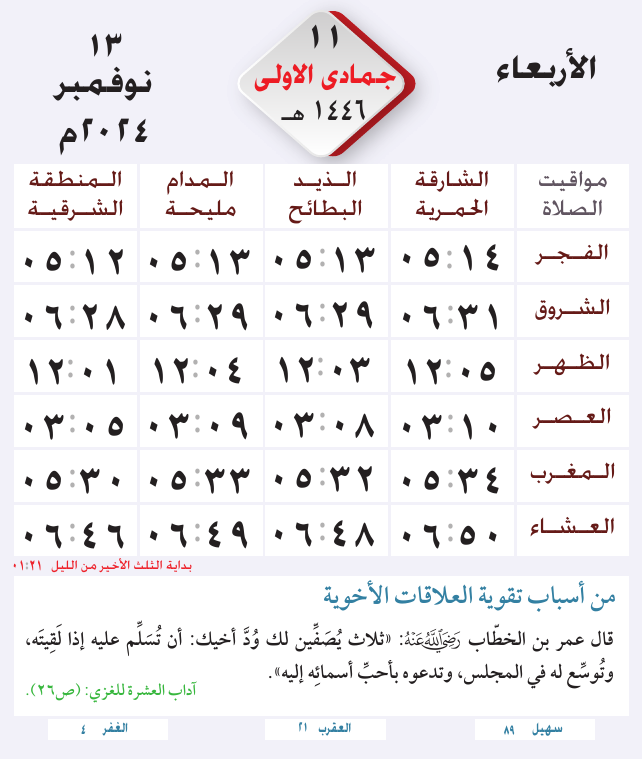 الأربعاء
١١
جمادى الاولى
١٤٤٦ هـ
١٣
نوفمبر
٢٠٢٤م
مواقيت الصلاة | الشارقة الحمرية | الذيد البطائح | المدام مليحة | المنطقة الشرقية
الفجر ٠٥:١٤ ٠٥:١٣ ٠٥:١٣ ٠٥:١٢
الشروق ٠٦:٣١ ٠٦:٢٩ ٠٦:٢٩ ٠٦:٢٨
الظهر ١٢:٠٥ ١٢:٠٣ ١٢:٠٤ ١٢:٠١
العصر ٠٣:١٠ ٠٣:٠٨ ٠٣:٠٩ ٠٣:٠٥
المغرب ٠٥:٣٤ ٠٥:٣٢ ٠٥:٣٣ ٠٥:٣٠
العشاء ٠٦:٥٠ ٠٦:٤٨ ٠٦:٤٩ ٠٦:٤٦
بداية الثلث الأخير من الليل ٠١:٢١
من أسباب تقوية العلاقات الأخوية
قال عمر بن الخطّاب رَضِيَ اللَّهُ عَنْهُ: «ثلاث يُصَفِّين لك وُدَّ أخيك: أن تُسَلِّم عليه إذا لَقِيتَه،
وتُوسِّع له في المجلس، وتدعوه بأحبِّ أسمائِه إليه».
آداب العشرة للغزي: (ص٢٦).
سهيل ٨٩
العقرب ٢١
الغفر ٤